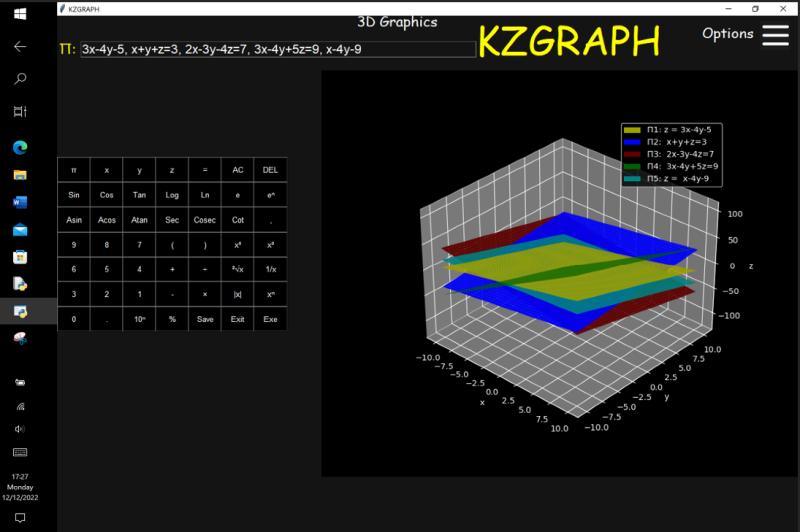 KZGRAPH
3D Graphics
KZGRAPH
Options
Π: 3x-4y-5, x+y+z=3, 2x-3y-4z=7, 3x-4y+5z=9, x-4y-9
π x y z = AC DEL
Sin Cos Tan Log Ln e eⁿ
Asin Acos Atan Sec Cosec Cot ,
9 8 7 ( )
6 5 4 + ÷ ²√x 1/x
3 2 1 - × |x| xⁿ
0 . 10ⁿ % Save Exit Exe
Π1: z = 3x-4y-5
Π2: x+y+z=3
Π3: 2x-3y-4z=7
Π4: 3x-4y+5z=9
Π5: z = x-4y-9
100
50
0 z
−50
−100
−10.0 −7.5 −5.0 −2.5 0.0 2.5 5.0 7.5 10.0
x
−10.0 −7.5 −5.0 −2.5 0.0 2.5 5.0 7.5 10.0
y
17:27
Monday
12/12/2022